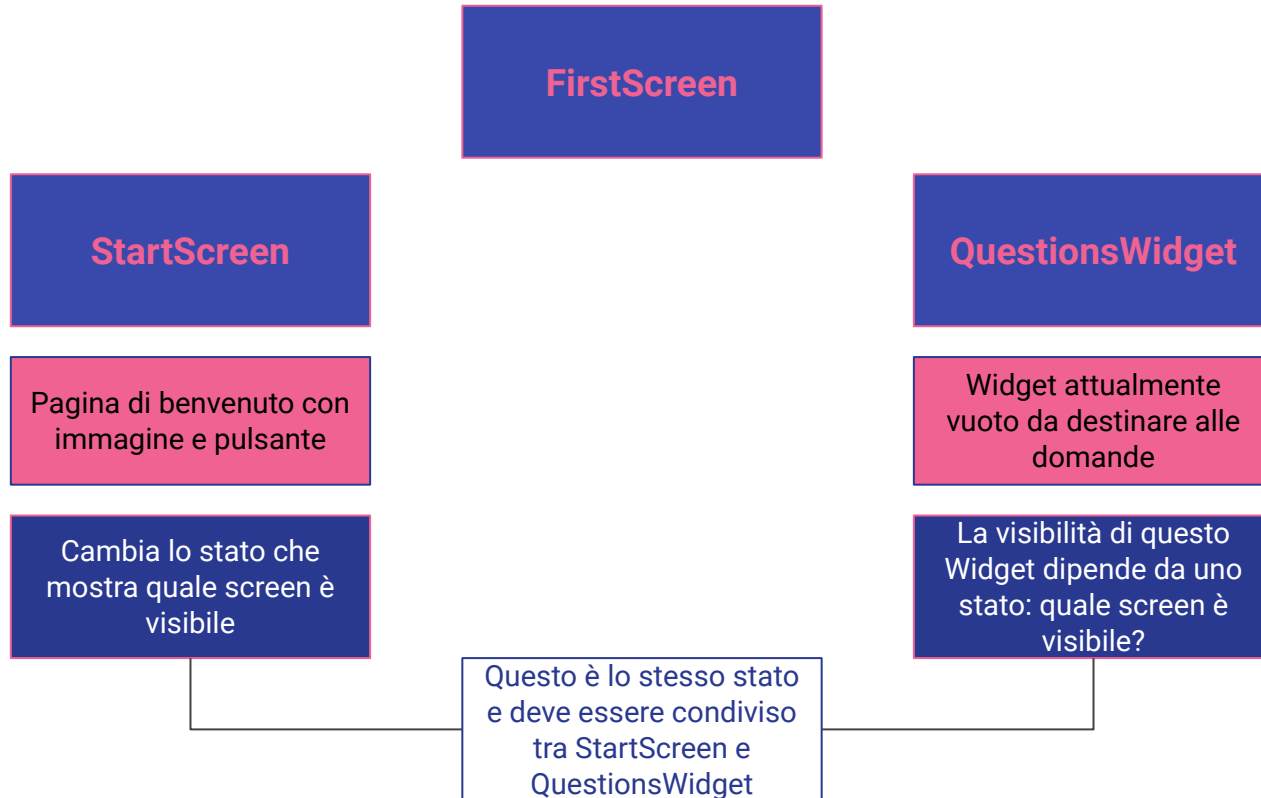 FirstScreen
StartScreen
QuestionsWidget
Pagina di benvenuto con
immagine e pulsante
Widget attualmente
vuoto da destinare alle
domande
Cambia lo stato che
mostra quale screen è
visibile
La visibilità di questo
Widget dipende da uno
stato: quale screen è
visibile?
Questo è lo stesso stato
e deve essere condiviso
tra StartScreen e
QuestionsWidget